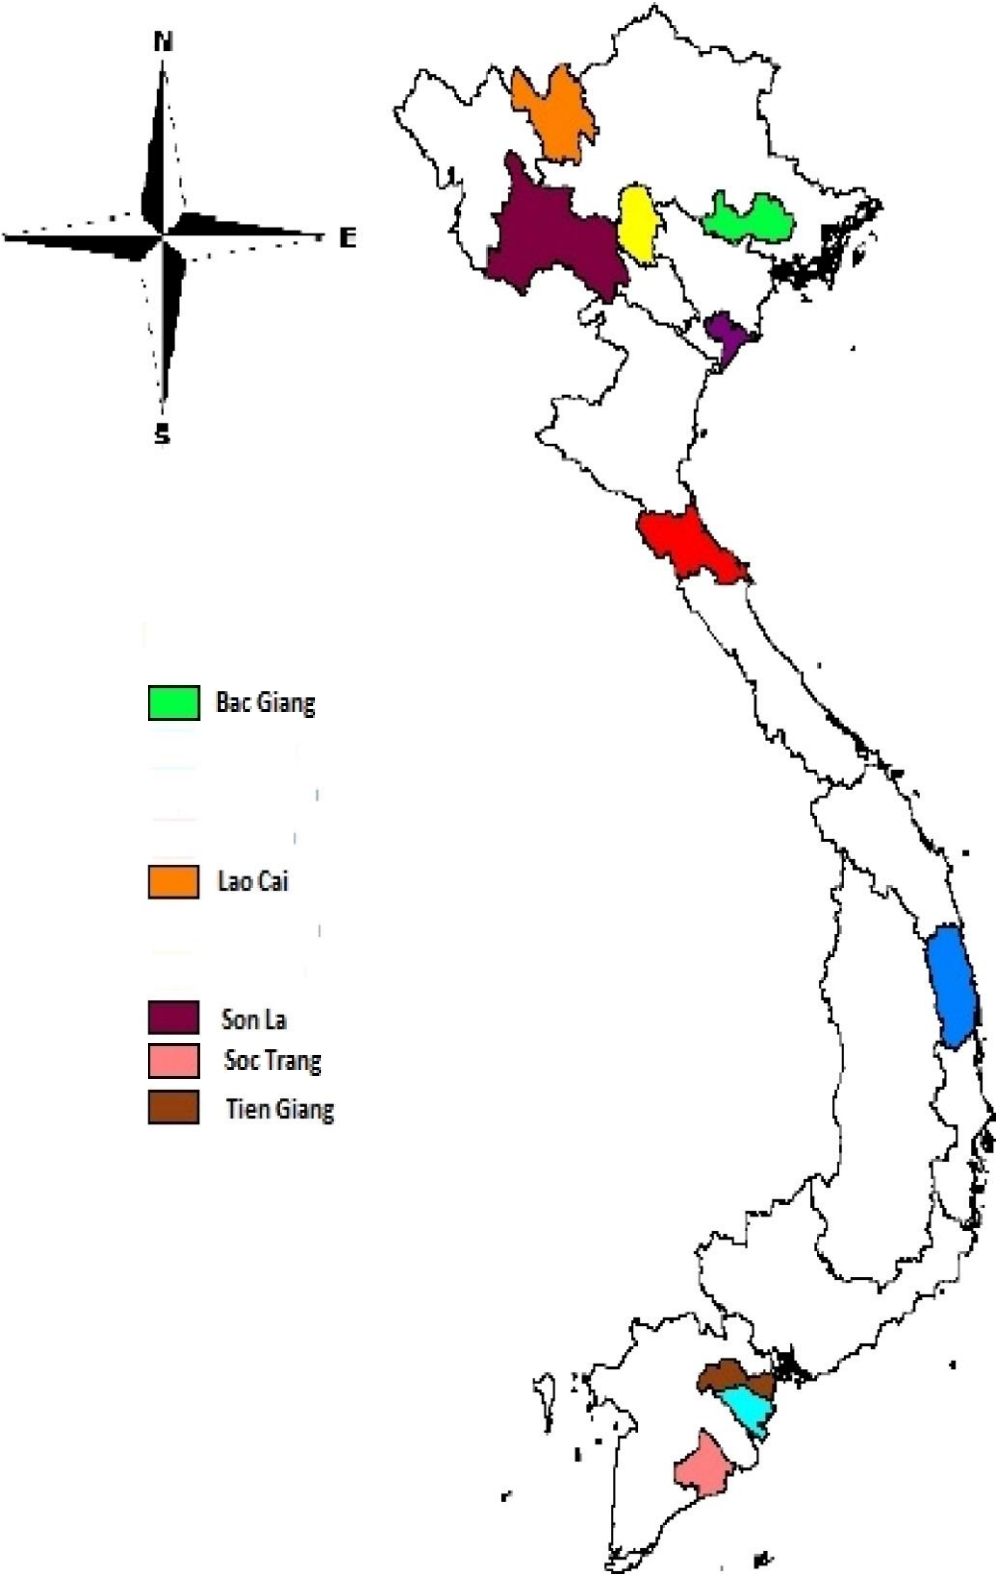 N
E
S
Bac Giang
Lao Cai
Son La
Soc Trang
Tien Giang